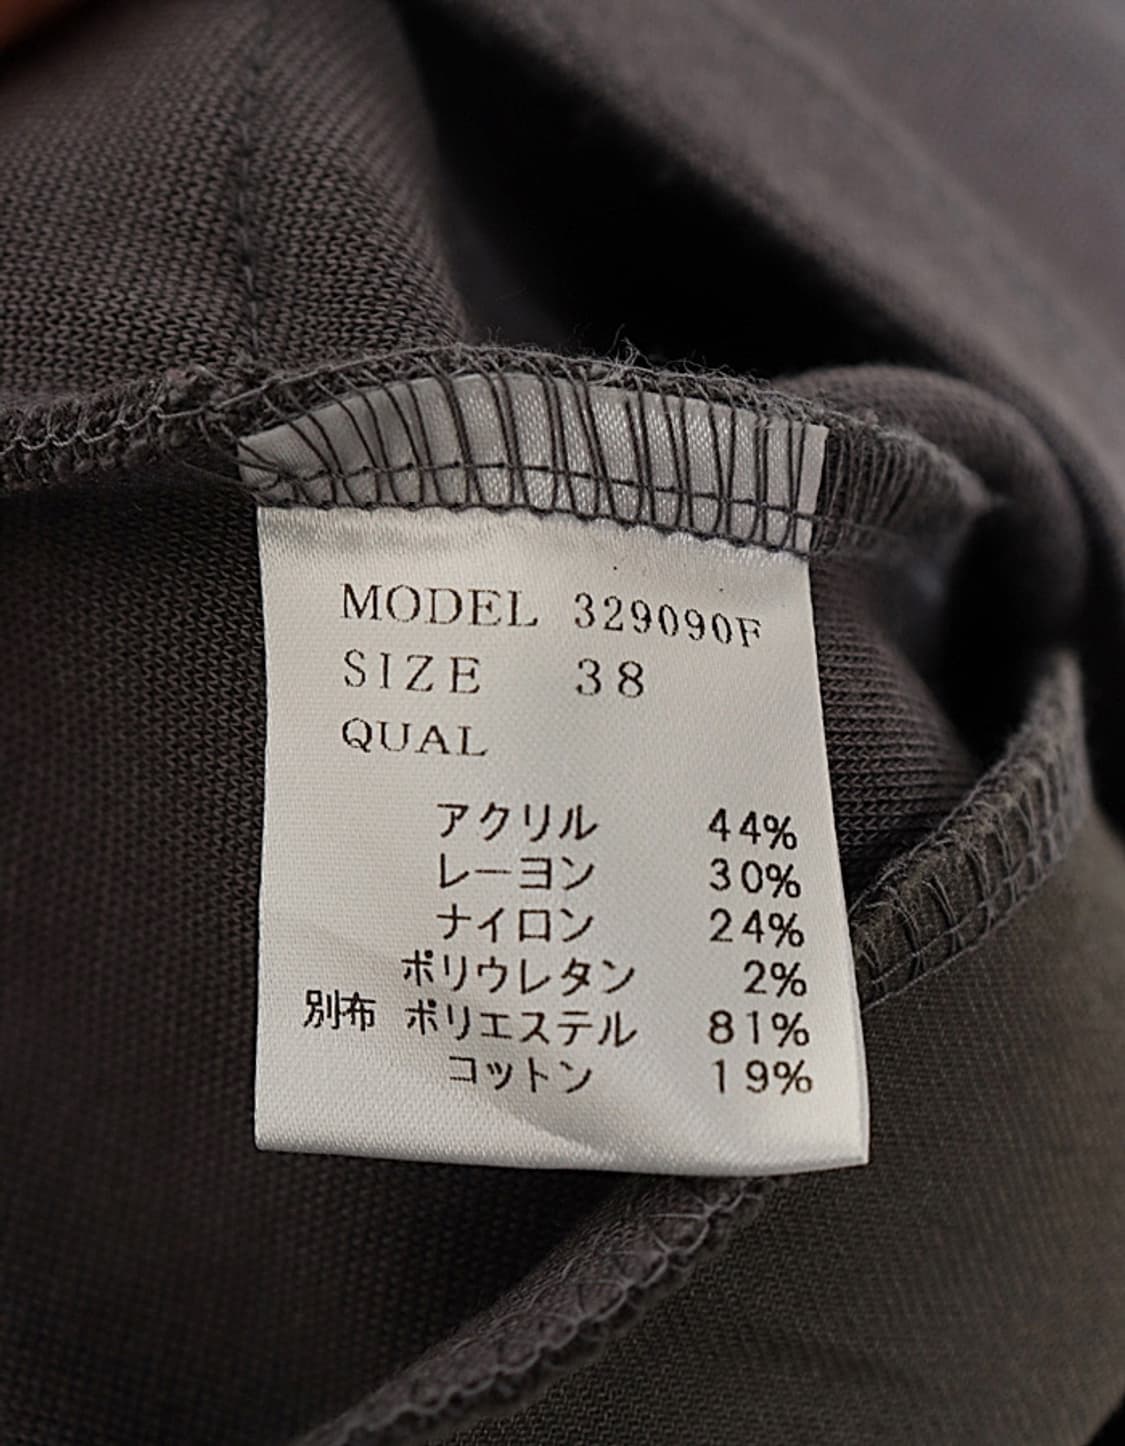 MODEL 329090F
SIZE 38
QUAL
アクリル 44%
レーヨン 30%
ナイロン 24%
ポリウレタン 2%
別布 ポリエステル 81%
コットン 19%